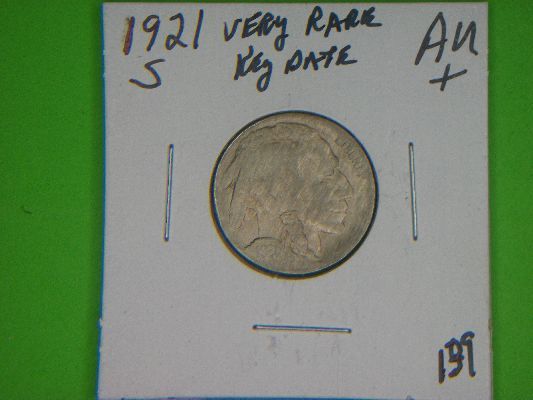 1921 VERY RARE AU
S Key DATE +
139